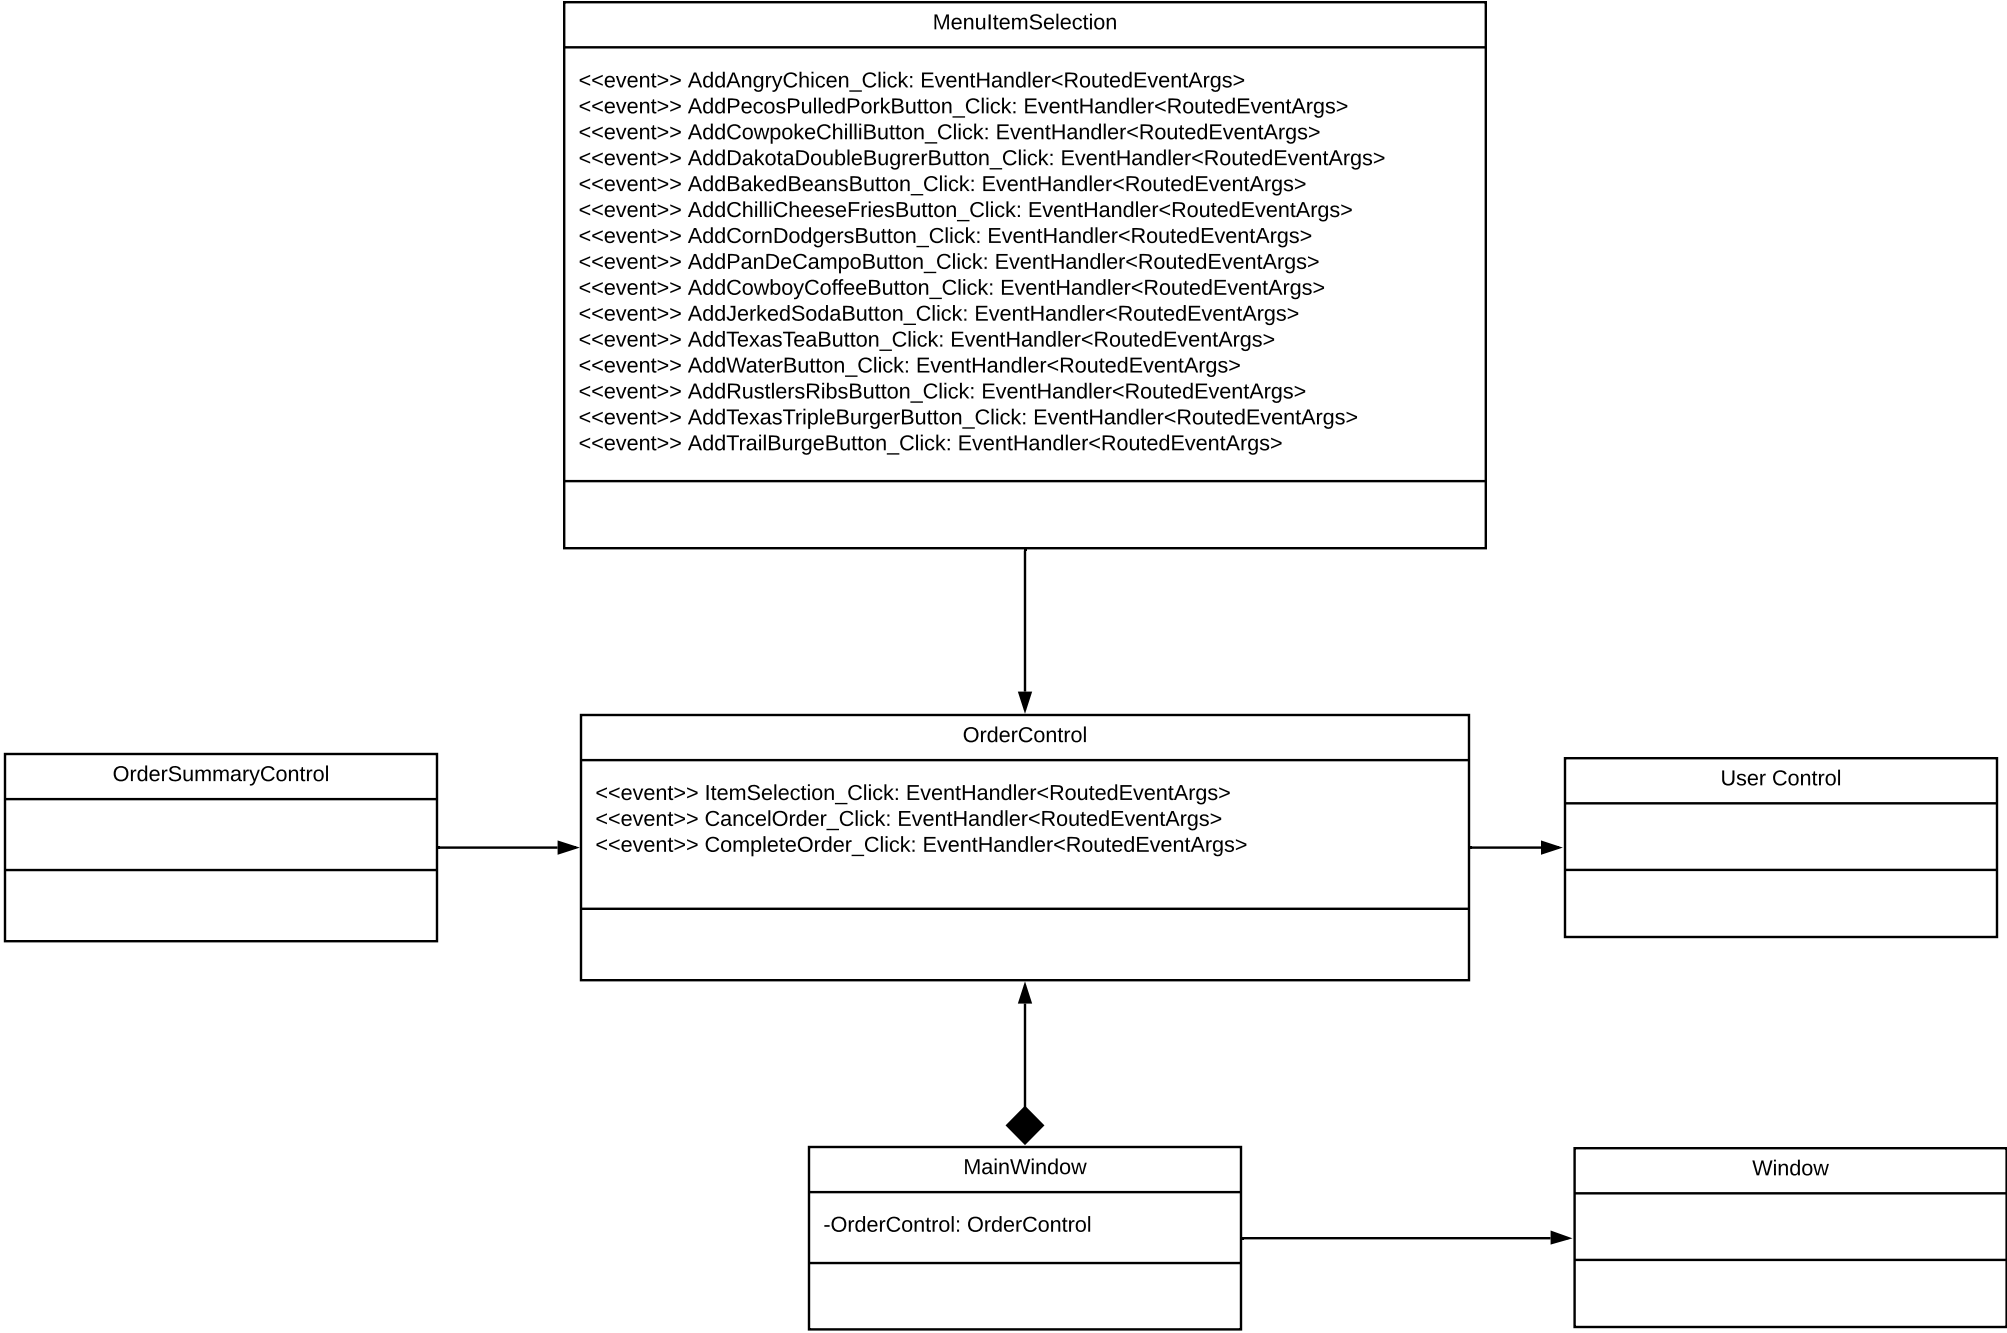 MenuItemSelection
<<event>> AddAngryChicen_Click: EventHandler<RoutedEventArgs>
<<event>> AddPecosPulledPorkButton_Click: EventHandler<RoutedEventArgs>
<<event>> AddCowpokeChilliButton_Click: EventHandler<RoutedEventArgs>
<<event>> AddDakotaDoubleBugrerButton_Click: EventHandler<RoutedEventArgs>
<<event>> AddBakedBeansButton_Click: EventHandler<RoutedEventArgs>
<<event>> AddChilliCheeseFriesButton_Click: EventHandler<RoutedEventArgs>
<<event>> AddCornDodgersButton_Click: EventHandler<RoutedEventArgs>
<<event>> AddPanDeCampoButton_Click: EventHandler<RoutedEventArgs>
<<event>> AddCowboyCoffeeButton_Click: EventHandler<RoutedEventArgs>
<<event>> AddJerkedSodaButton_Click: EventHandler<RoutedEventArgs>
<<event>> AddTexasTeaButton_Click: EventHandler<RoutedEventArgs>
<<event>> AddWaterButton_Click: EventHandler<RoutedEventArgs>
<<event>> AddRustlersRibsButton_Click: EventHandler<RoutedEventArgs>
<<event>> AddTexasTripleBurgerButton_Click: EventHandler<RoutedEventArgs>
<<event>> AddTrailBurgeButton_Click: EventHandler<RoutedEventArgs>
OrderSummaryControl
OrderControl
<<event>> ItemSelection_Click: EventHandler<RoutedEventArgs>
<<event>> CancelOrder_Click: EventHandler<RoutedEventArgs>
<<event>> CompleteOrder_Click: EventHandler<RoutedEventArgs>
User Control
MainWindow
-OrderControl: OrderControl
Window